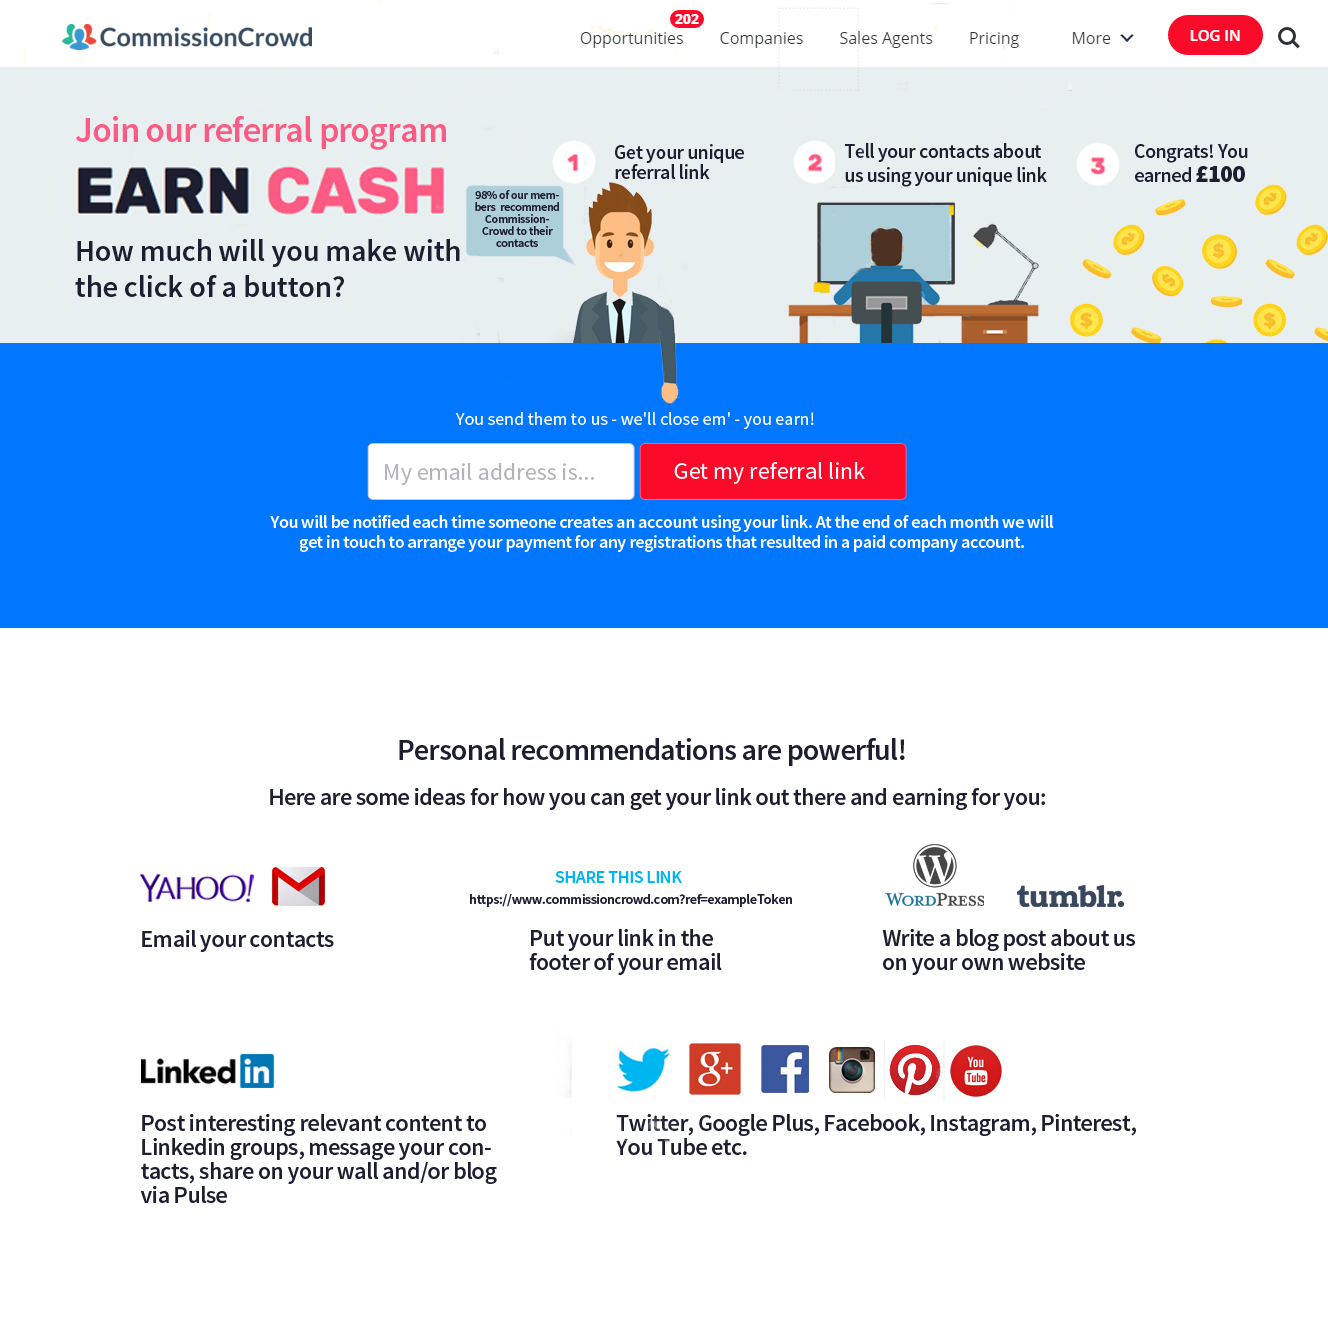 CommissionCrowd
202
Opportunities Companies Sales Agents Pricing More LOG IN
Join our referral program
EARN CASH
How much will you make with
the click of a button?
98% of our mem-
bers recommend
Commission-
Crowd to their
contacts
1 Get your unique
referral link
2 Tell your contacts about
us using your unique link
3 Congrats! You
earned £100
You send them to us - we'll close em' - you earn!
My email address is... Get my referral link
You will be notified each time someone creates an account using your link. At the end of each month we will
get in touch to arrange your payment for any registrations that resulted in a paid company account.
Personal recommendations are powerful!
Here are some ideas for how you can get your link out there and earning for you:
YAHOO!
Email your contacts
SHARE THIS LINK
https://www.commissioncrowd.com?ref=exampleToken
Put your link in the
footer of your email
WORDPRESS tumblr.
Write a blog post about us
on your own website
Linked in
Post interesting relevant content to
Linkedin groups, message your con-
tacts, share on your wall and/or blog
via Pulse
g+ f You
Tube
Twitter, Google Plus, Facebook, Instagram, Pinterest,
You Tube etc.